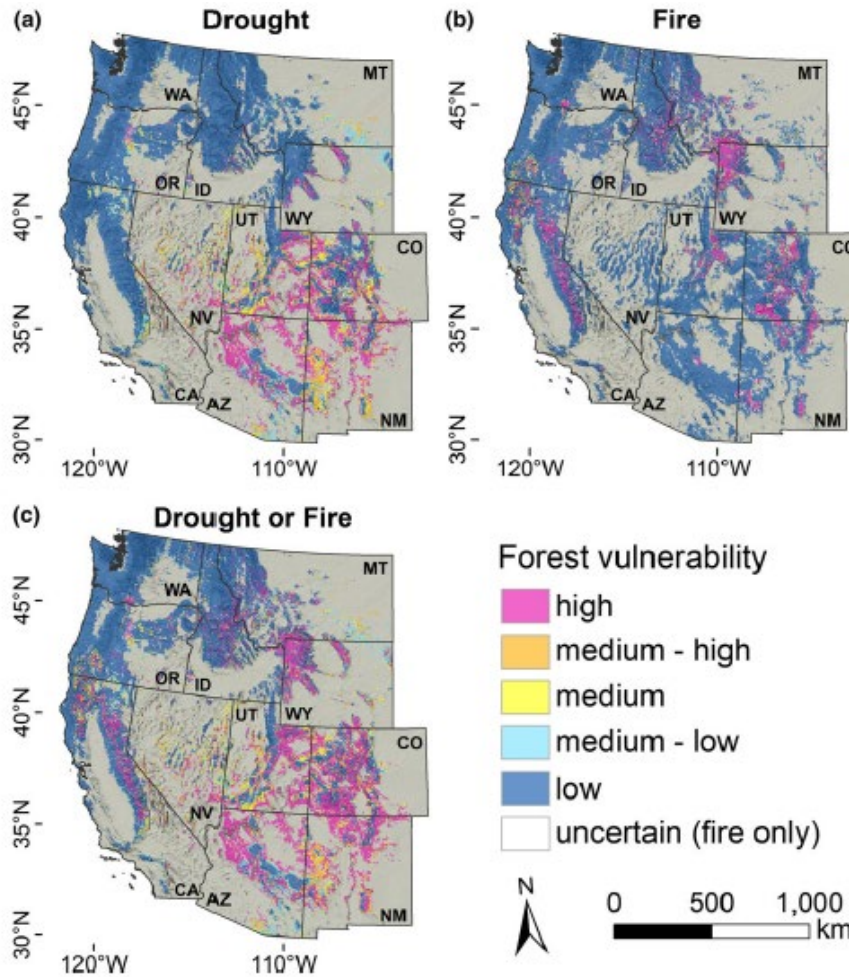 (a) Drought
MT
WA
OR
ID
WY
UT
CO
NV
CA
AZ
NM
45°N
40°N
35°N
30°N
120°W 110°W
(b) Fire
MT
WA
OR
ID
WY
UT
CO
NV
CA
AZ
NM
45°N
40°N
35°N
30°N
120°W 110°W
(c) Drought or Fire
MT
WA
OR
ID
WY
UT
CO
NV
CA
AZ
NM
45°N
40°N
35°N
30°N
120°W 110°W
Forest vulnerability
high
medium - high
medium
medium - low
low
uncertain (fire only)
N
0 500 1,000
km